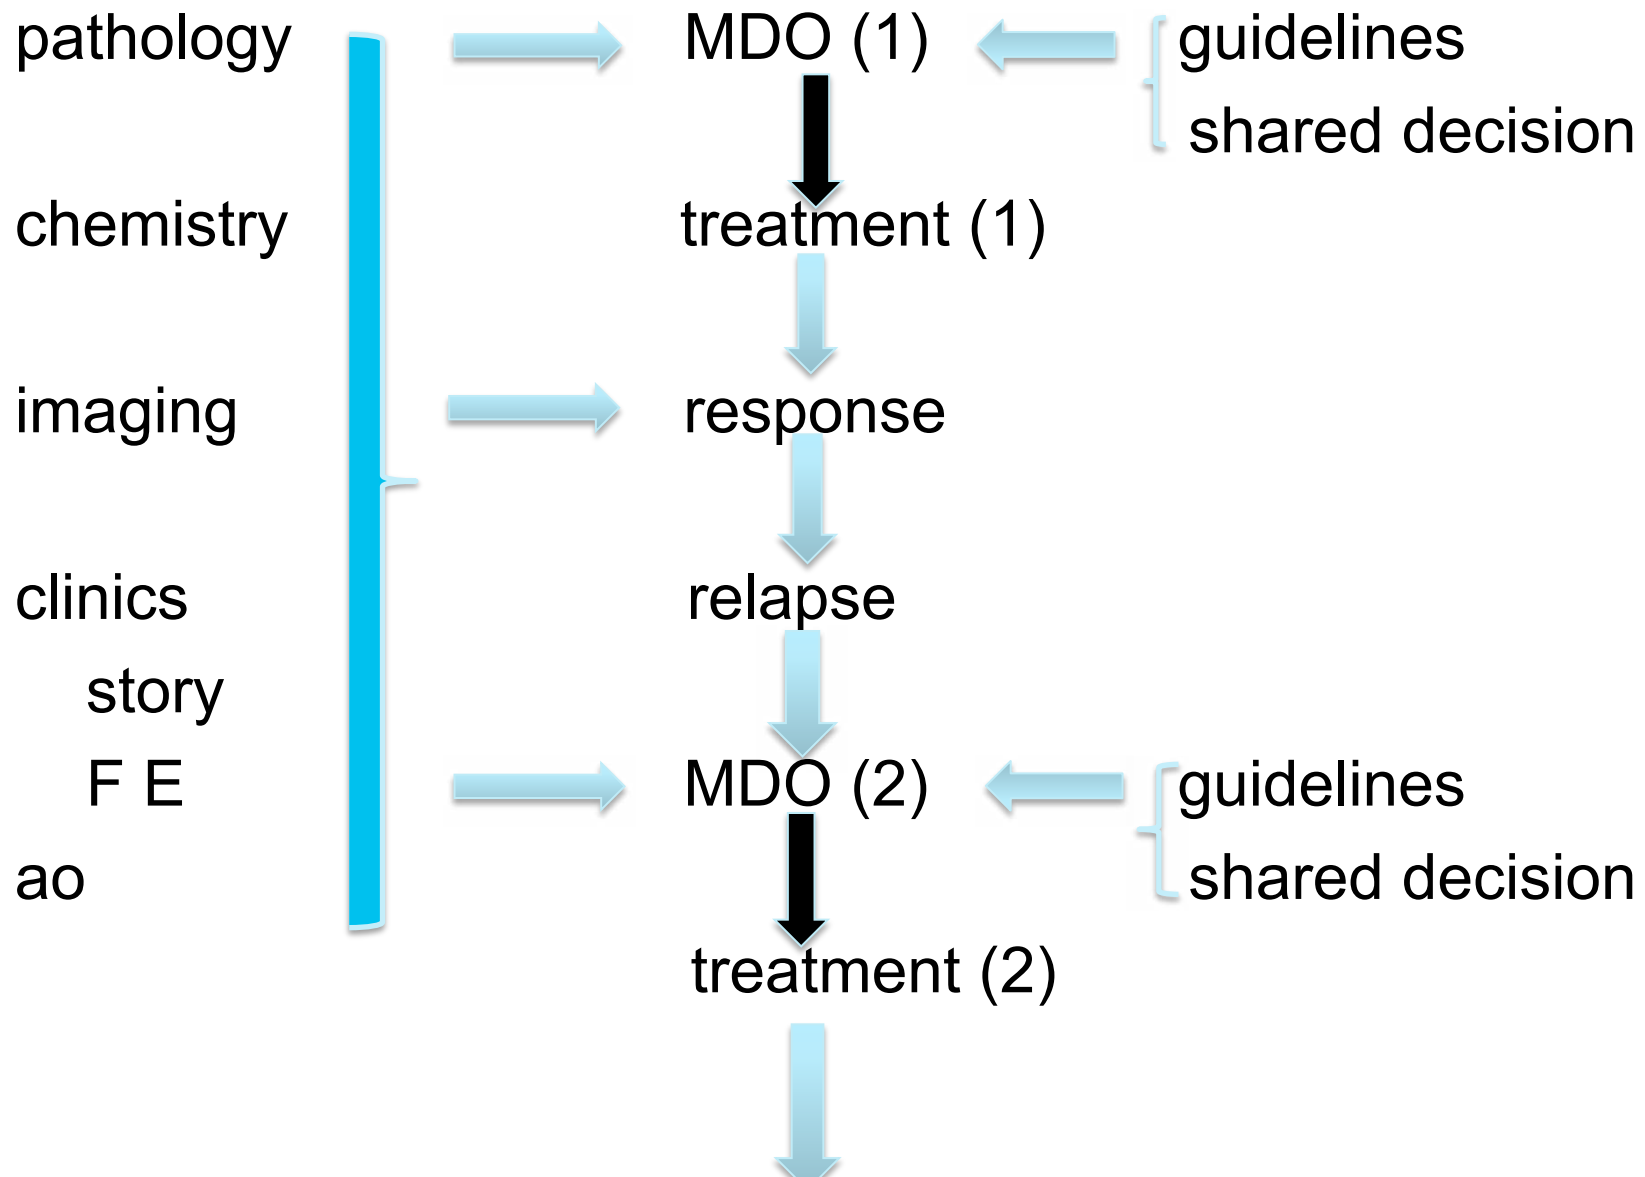 pathology MDO (1) guidelines
shared decision
chemistry treatment (1)
imaging response
clinics relapse
story
F E MDO (2) guidelines
ao shared decision
treatment (2)